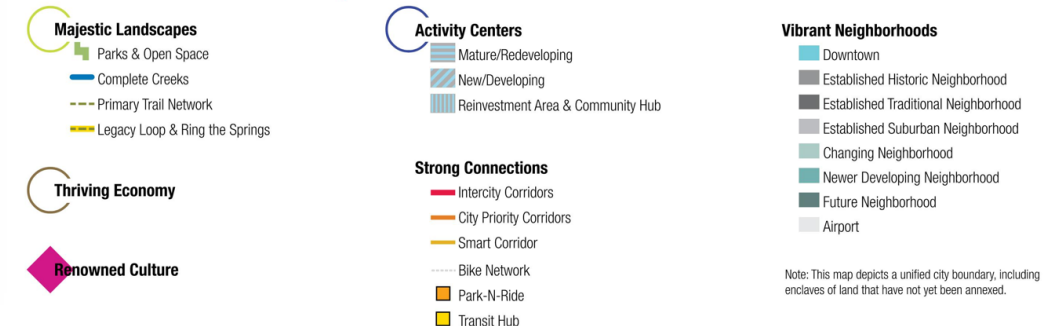 Majestic Landscapes
Parks & Open Space
Complete Creeks
Primary Trail Network
Legacy Loop & Ring the Springs
Thriving Economy
Renowned Culture
Activity Centers
Mature/Redeveloping
New/Developing
Reinvestment Area & Community Hub
Strong Connections
Intercity Corridors
City Priority Corridors
Smart Corridor
Bike Network
Park-N-Ride
Transit Hub
Vibrant Neighborhoods
Downtown
Established Historic Neighborhood
Established Traditional Neighborhood
Established Suburban Neighborhood
Changing Neighborhood
Newer Developing Neighborhood
Future Neighborhood
Airport
Note: This map depicts a unified city boundary, including
enclaves of land that have not yet been annexed.